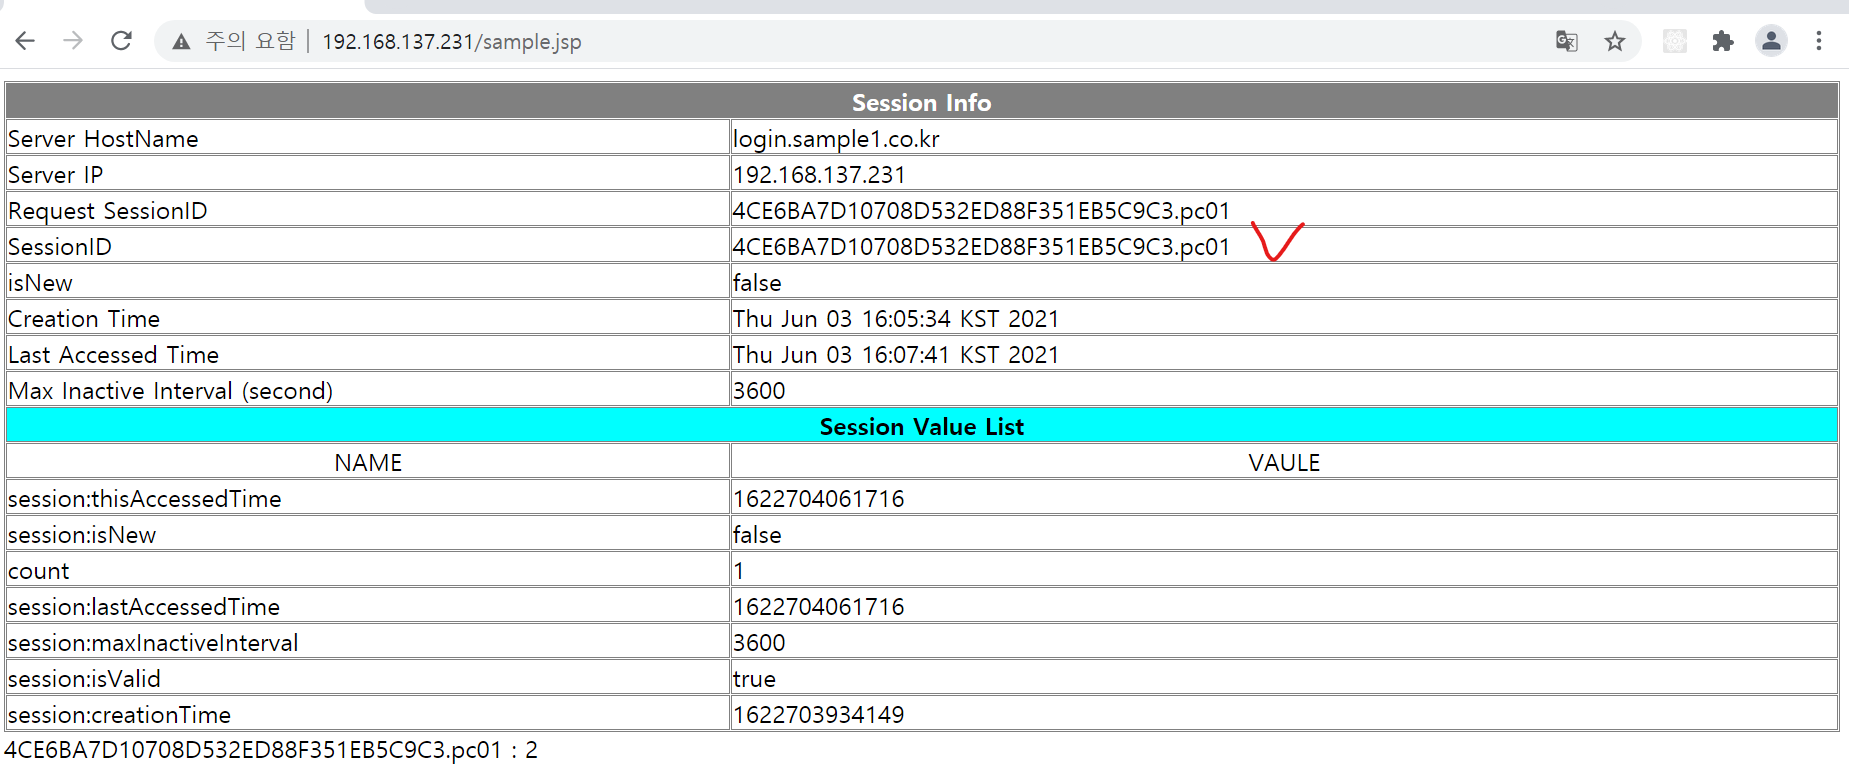 주의 요함 | 192.168.137.231/sample.jsp
Session Info
Server HostName login.sample1.co.kr
Server IP 192.168.137.231
Request SessionID 4CE6BA7D10708D532ED88F351EB5C9C3.pc01
SessionID 4CE6BA7D10708D532ED88F351EB5C9C3.pc01
isNew false
Creation Time Thu Jun 03 16:05:34 KST 2021
Last Accessed Time Thu Jun 03 16:07:41 KST 2021
Max Inactive Interval (second) 3600
Session Value List
NAME VAULE
session:thisAccessedTime 1622704061716
session:isNew false
count 1
session:lastAccessedTime 1622704061716
session:maxInactiveInterval 3600
session:isValid true
session:creationTime 1622703934149
4CE6BA7D10708D532ED88F351EB5C9C3.pc01 : 2